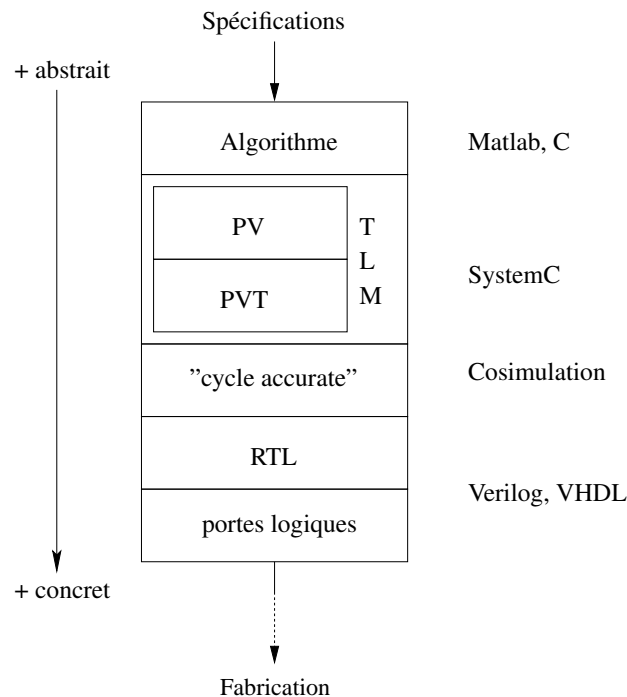 Spécifications
+ abstrait
Algorithme
Matlab, C
PV
PVT
T
L
M
SystemC
”cycle accurate”
Cosimulation
RTL
portes logiques
Verilog, VHDL
+ concret
Fabrication